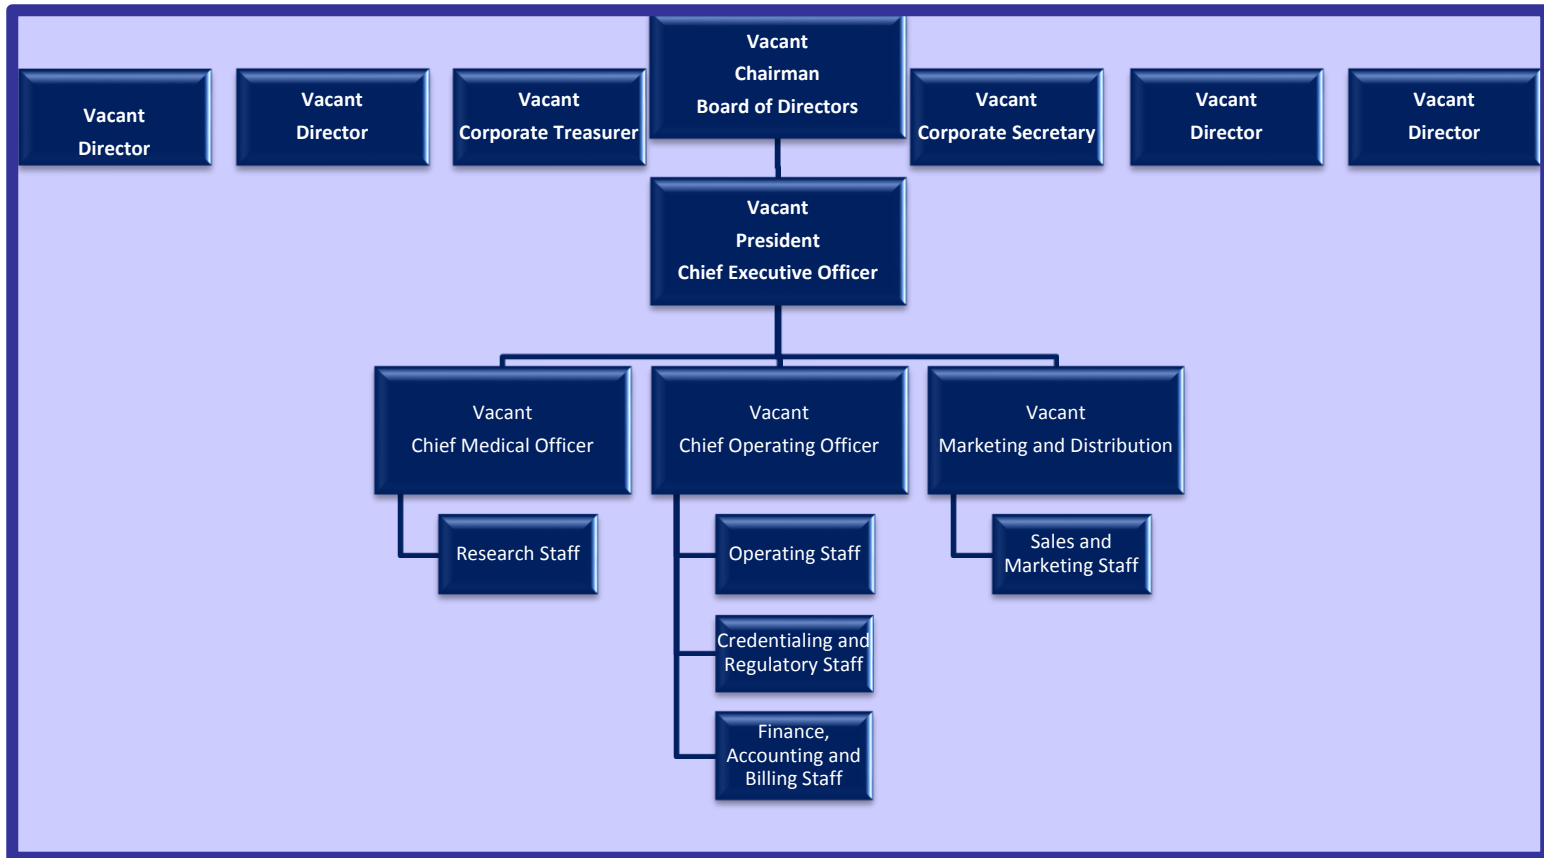 Vacant
Chairman
Board of Directors
Vacant
Director
Vacant
Director
Vacant
Corporate Treasurer
Vacant
Corporate Secretary
Vacant
Director
Vacant
Director
Vacant
President
Chief Executive Officer
Vacant
Chief Medical Officer
Vacant
Chief Operating Officer
Vacant
Marketing and Distribution
Research Staff
Operating Staff
Sales and
Marketing Staff
Credentialing and
Regulatory Staff
Finance,
Accounting and
Billing Staff